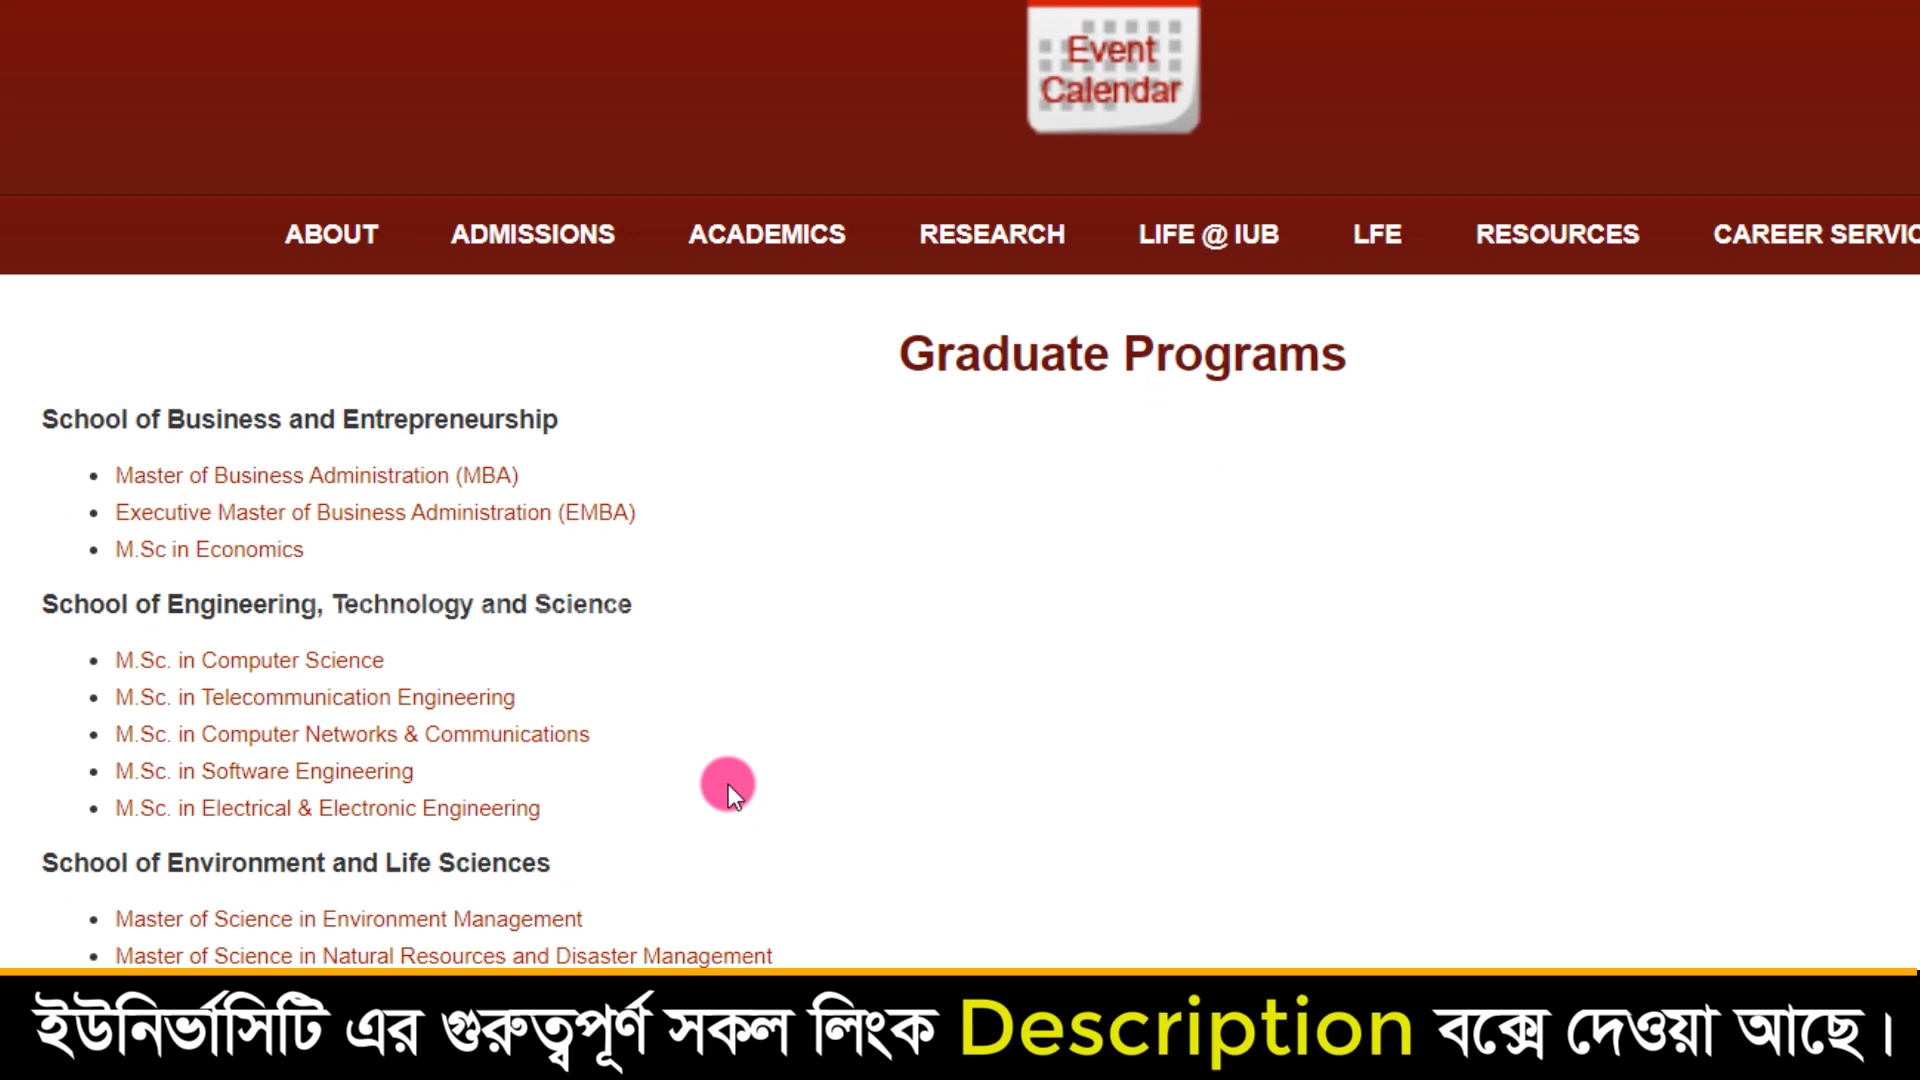 Event
Calendar
ABOUT ADMISSIONS ACADEMICS RESEARCH LIFE @ IUB LFE RESOURCES CAREER SERVIC
Graduate Programs
School of Business and Entrepreneurship
• Master of Business Administration (MBA)
• Executive Master of Business Administration (EMBA)
• M.Sc in Economics
School of Engineering, Technology and Science
• M.Sc. in Computer Science
• M.Sc. in Telecommunication Engineering
• M.Sc. in Computer Networks & Communications
• M.Sc. in Software Engineering
• M.Sc. in Electrical & Electronic Engineering
School of Environment and Life Sciences
• Master of Science in Environment Management
• Master of Science in Natural Resources and Disaster Management
ইউনির্ভাসিটি এর গুরুত্বপূর্ণ সকল লিংক Description বক্সে দেওয়া আছে।